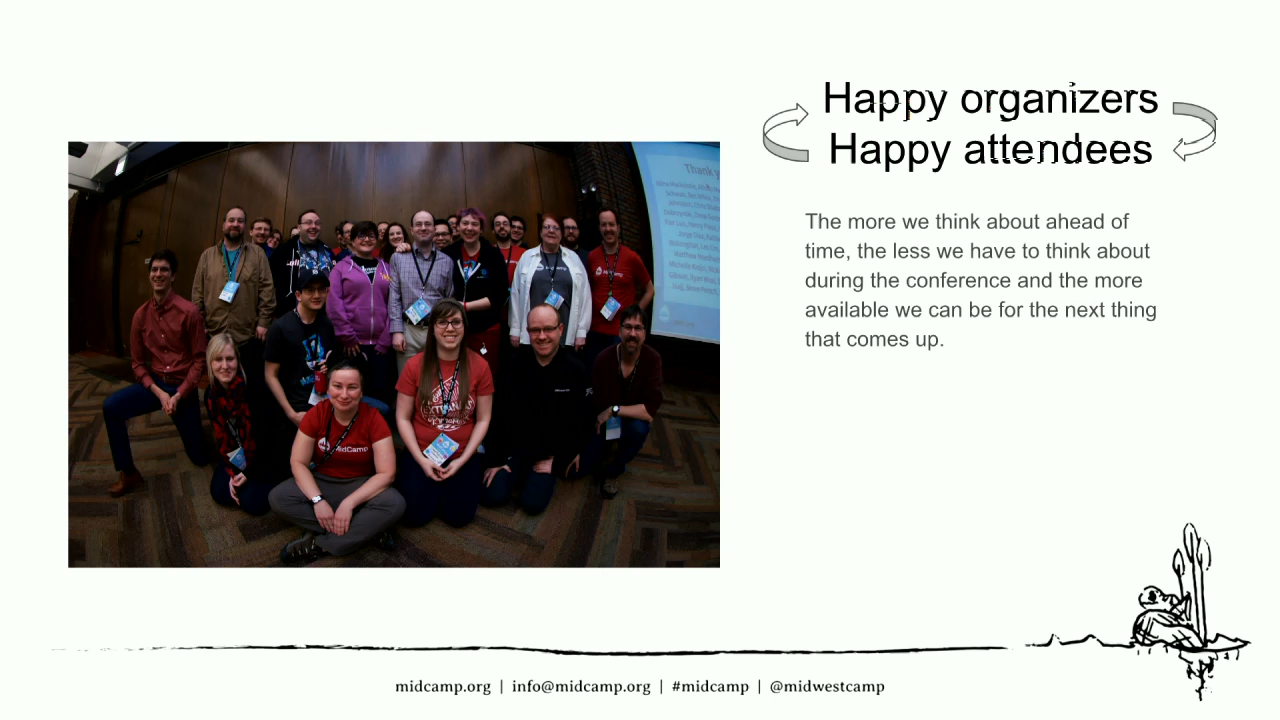 Happy organizers
Happy attendees
The more we think about ahead of
time, the less we have to think about
during the conference and the more
available we can be for the next thing
that comes up.
Thank
MidCamp
midcamp.org | info@midcamp.org | #midcamp | @midwestcamp